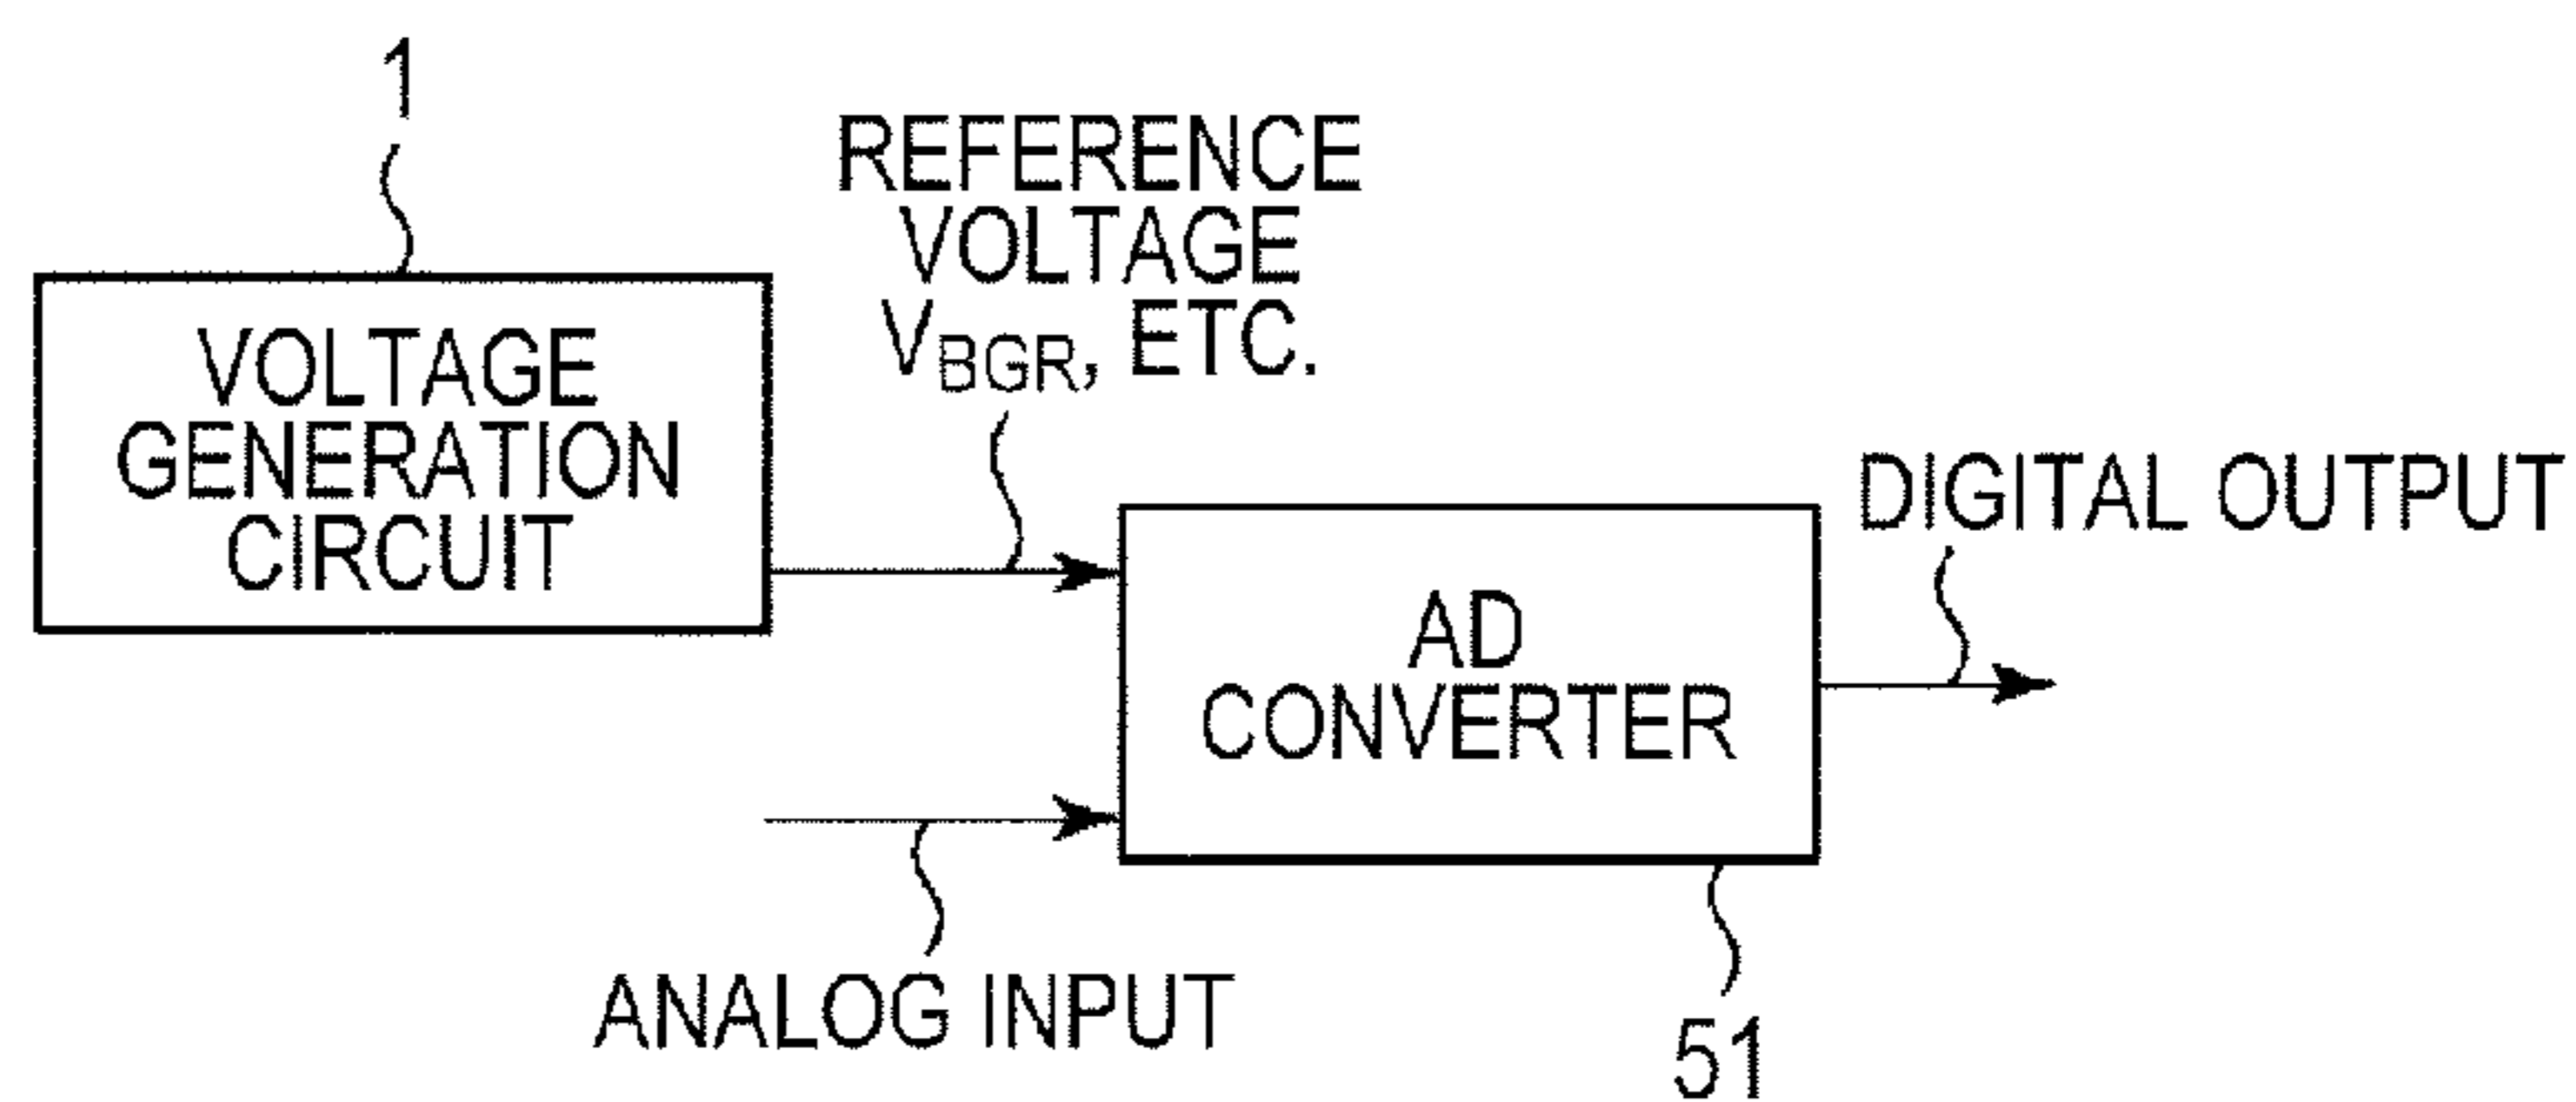 1
REFERENCE
VOLTAGE
VBGR, ETC.
VOLTAGE
GENERATION
CIRCUIT
DIGITAL OUTPUT
AD
CONVERTER
ANALOG INPUT
51